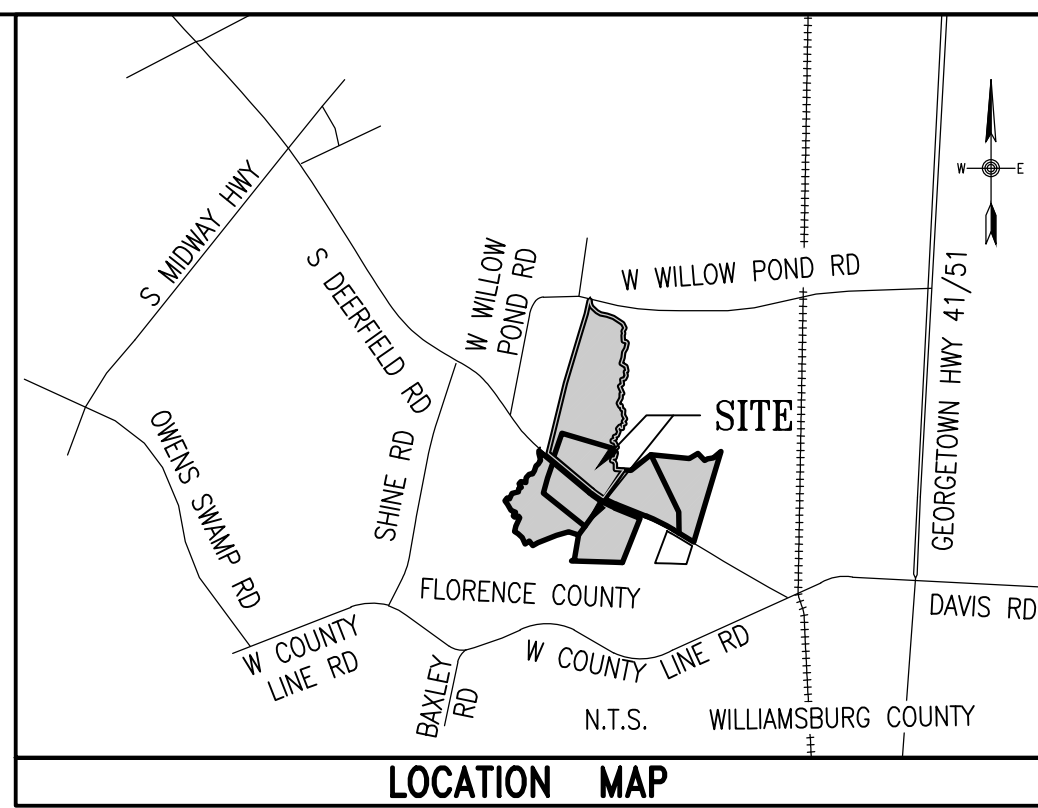 S MIDWAY HWY
S DEERFIELD RD
W WILLOW
POND RD
W WILLOW POND RD
GEORGETOWN HWY 41/51
W
E
SITE
OWENS SWAMP RD
SHINE RD
FLORENCE COUNTY
DAVIS RD
W COUNTY
LINE RD
W COUNTY LINE RD
BAXLEY
RD
N.T.S.
WILLIAMSBURG COUNTY
LOCATION MAP